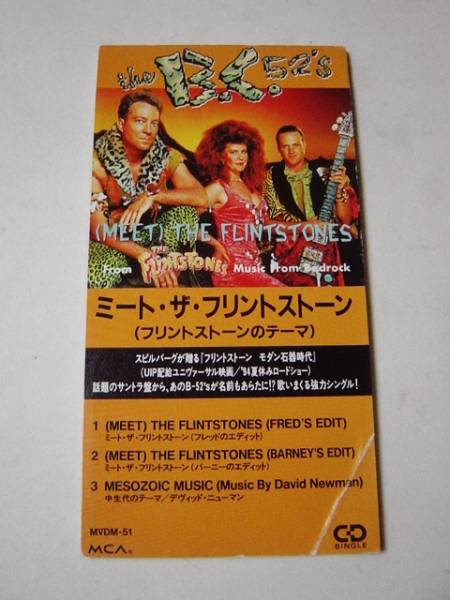 the B.C. 52's
(MEET) THE FLINTSTONES
From THE FLINTSTONES Music From Bedrock
ミート・ザ・フリントストーン
(フリントストーンのテーマ)
スピルバーグが贈る「フリントストーン モダン石器時代」
(UIP配給ユニヴァーサル映画/'94夏休みロードショー)
話題のサントラ盤から、あのB-52'sが名前もあらたに!? 歌いまくる強力シングル!
1 (MEET) THE FLINTSTONES (FRED'S EDIT)
ミート・ザ・フリントストーン(フレッドのエディット)
2 (MEET) THE FLINTSTONES (BARNEY'S EDIT)
ミート・ザ・フリントストーン(バーニーのエディット)
3 MESOZOIC MUSIC (Music By David Newman)
中生代のテーマ/デヴィッド・ニューマン
MVDM-51
MCA®
CD
SINGLE